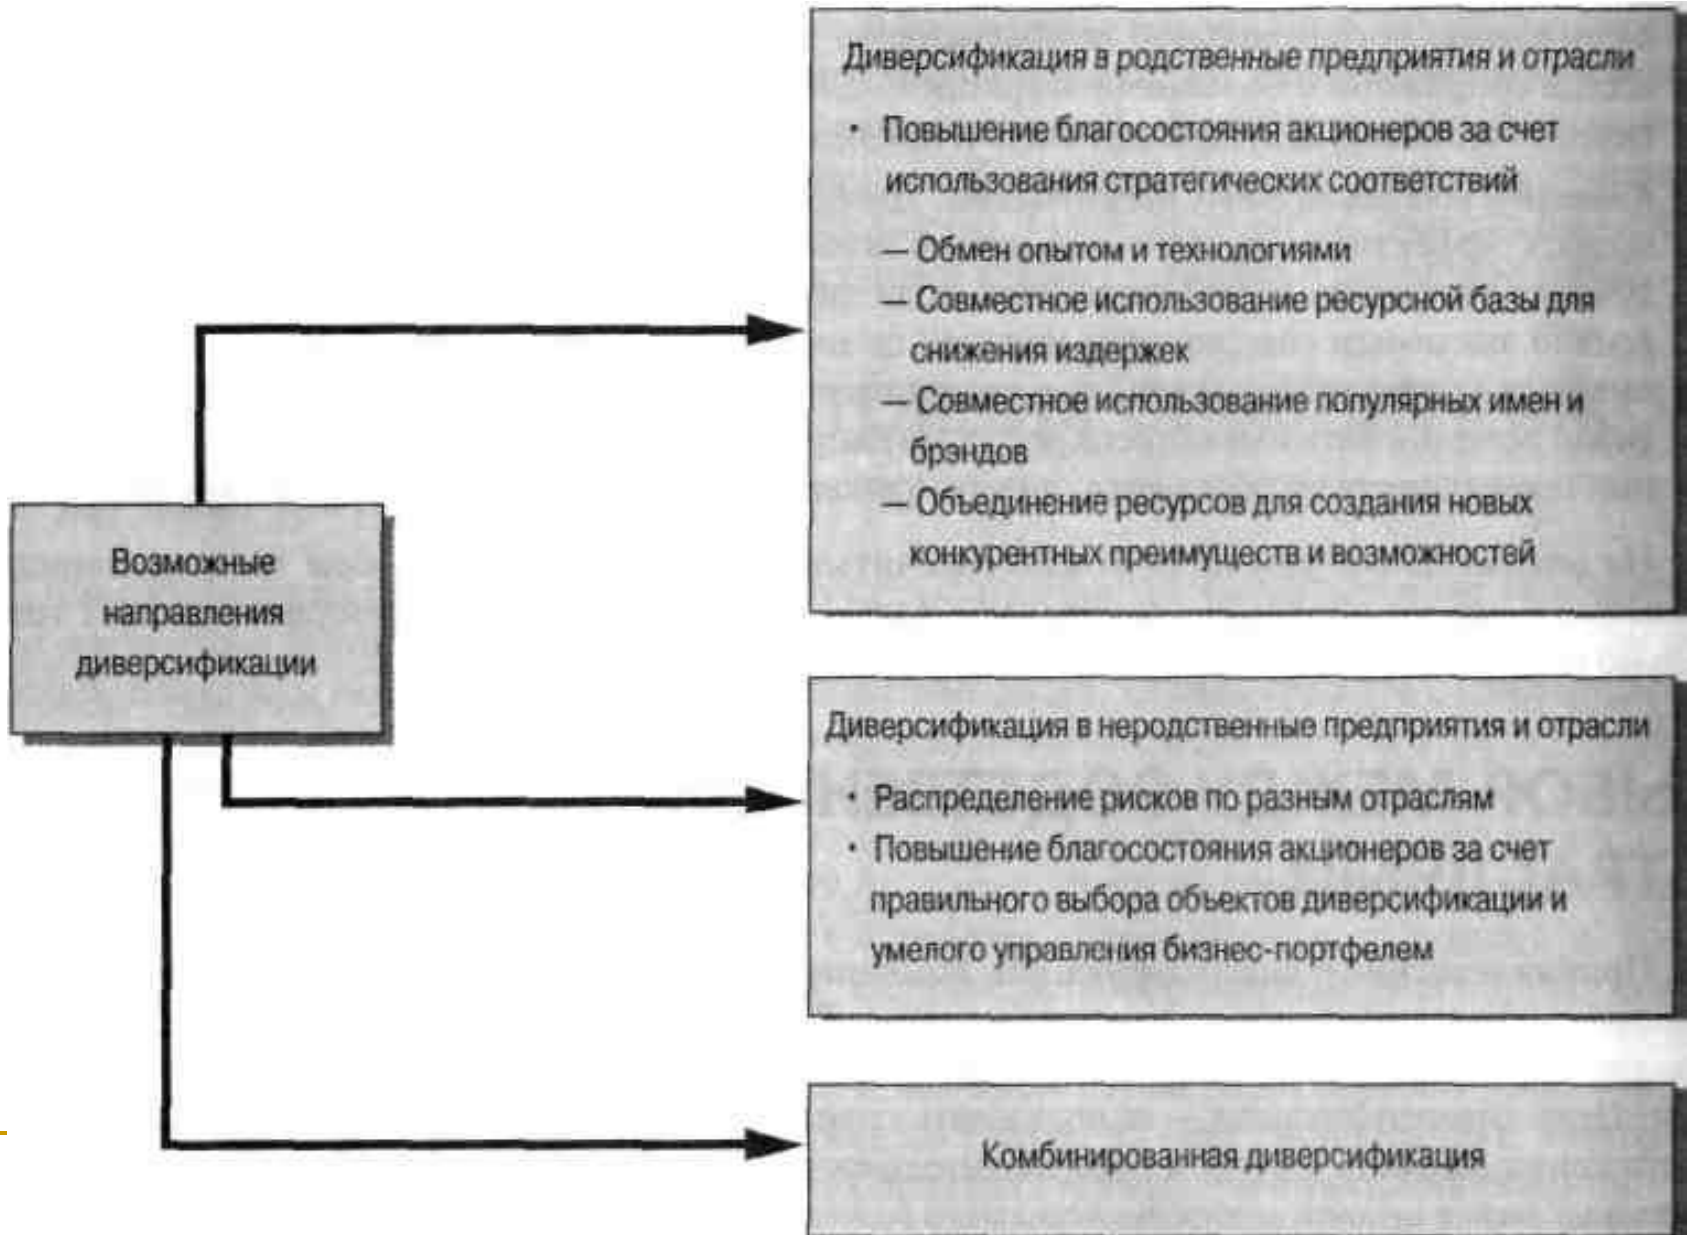 Диверсификация в родственные предприятия и отрасли
• Повышение благосостояния акционеров за счет
использования стратегических соответствий
— Обмен опытом и технологиями
— Совместное использование ресурсной базы для
снижения издержек
— Совместное использование популярных имен и
брэндов
— Объединение ресурсов для создания новых
конкурентных преимуществ и возможностей
Возможные
направления
диверсификации
Диверсификация в неродственные предприятия и отрасли
• Распределение рисков по разным отраслям
• Повышение благосостояния акционеров за счет
правильного выбора объектов диверсификации и
умелого управления бизнес-портфелем
Комбинированная диверсификация